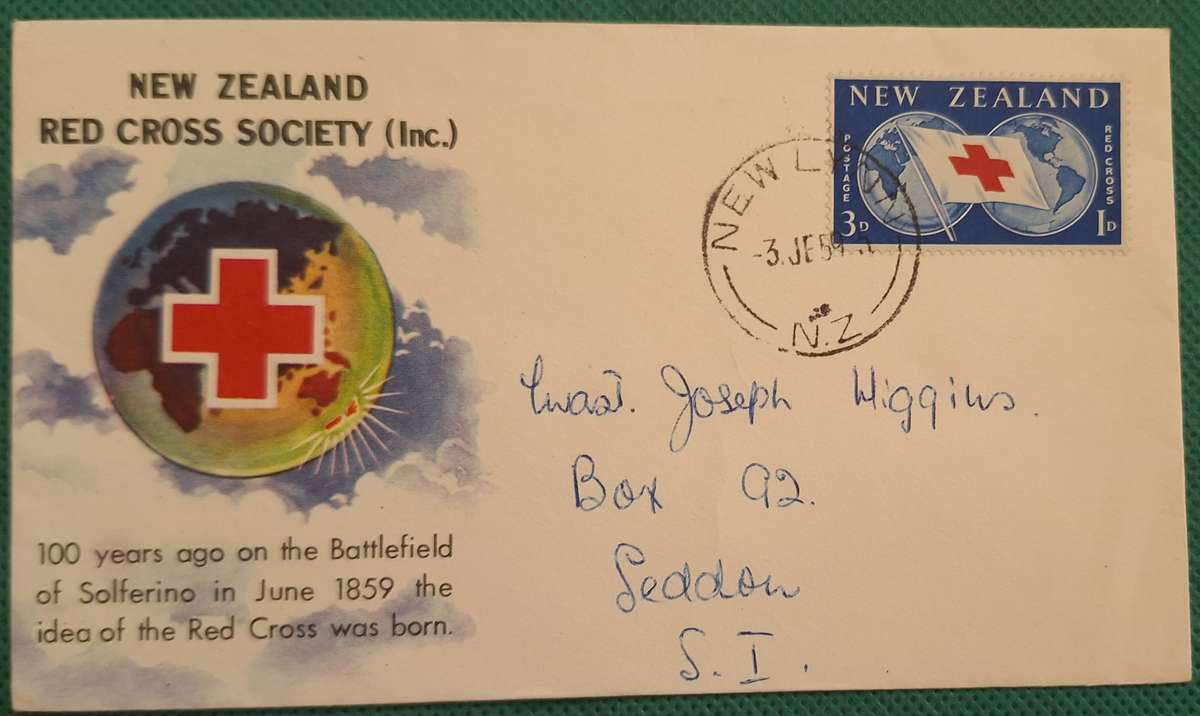 NEW ZEALAND
RED CROSS SOCIETY (Inc.)
100 years ago on the Battlefield
of Solferino in June 1859 the
idea of the Red Cross was born.
NEW ZEALAND
POSTAGE
RED CROSS
3D
1D
NEW LYNN
-3.JE59
N.Z
Joseph Higgins.
Box 92.
Seddon
S.I.